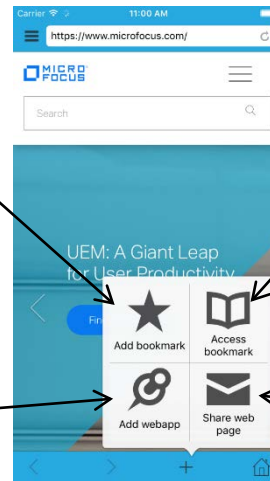 Carrier 11:00 AM
https://www.microfocus.com/
MICRO
FOCUS
Search
UEM: A Giant Leap
for User Productivity
Fin
Add bookmark
Access
bookmark
Add webapp
Share web
page